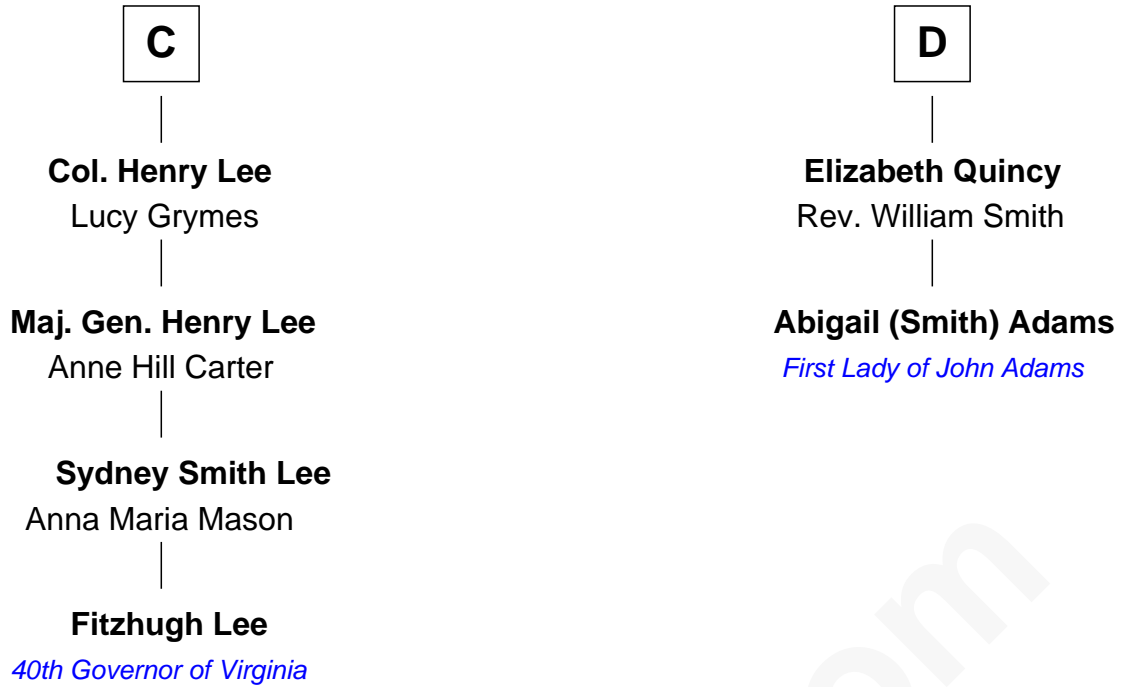 C
Col. Henry Lee
Lucy Grymes
Maj. Gen. Henry Lee
Anne Hill Carter
Sydney Smith Lee
Anna Maria Mason
Fitzhugh Lee
40th Governor of Virginia
D
Elizabeth Quincy
Rev. William Smith
Abigail (Smith) Adams
First Lady of John Adams
om